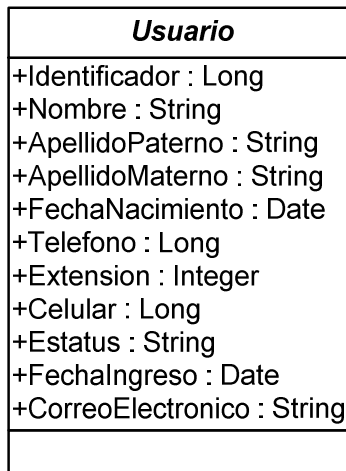 Usuario
+Identificador : Long
+Nombre : String
+ApellidoPaterno : String
+ApellidoMaterno : String
+FechaNacimiento : Date
+Telefono : Long
+Extension : Integer
+Celular : Long
+Estatus : String
+FechaIngreso : Date
+CorreoElectronico : String